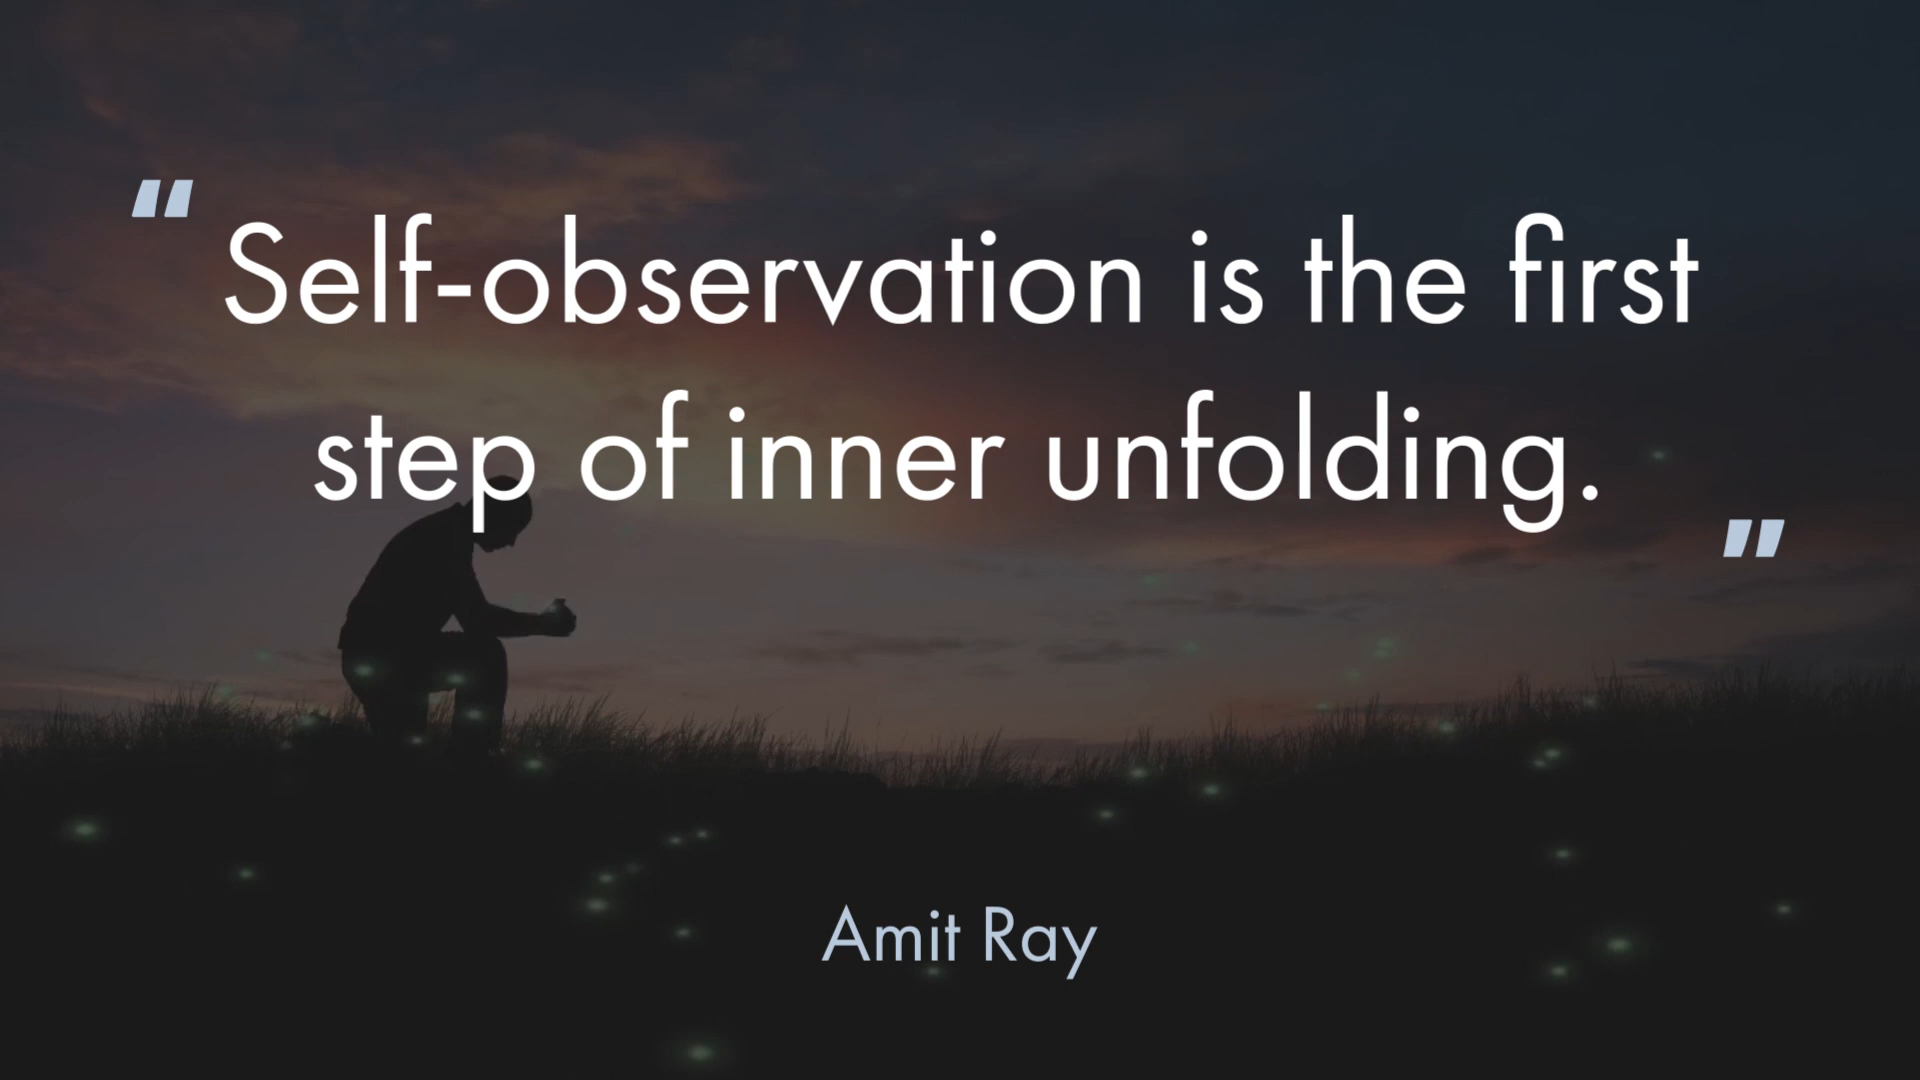 "Self-observation is the first
step of inner unfolding."
Amit Ray